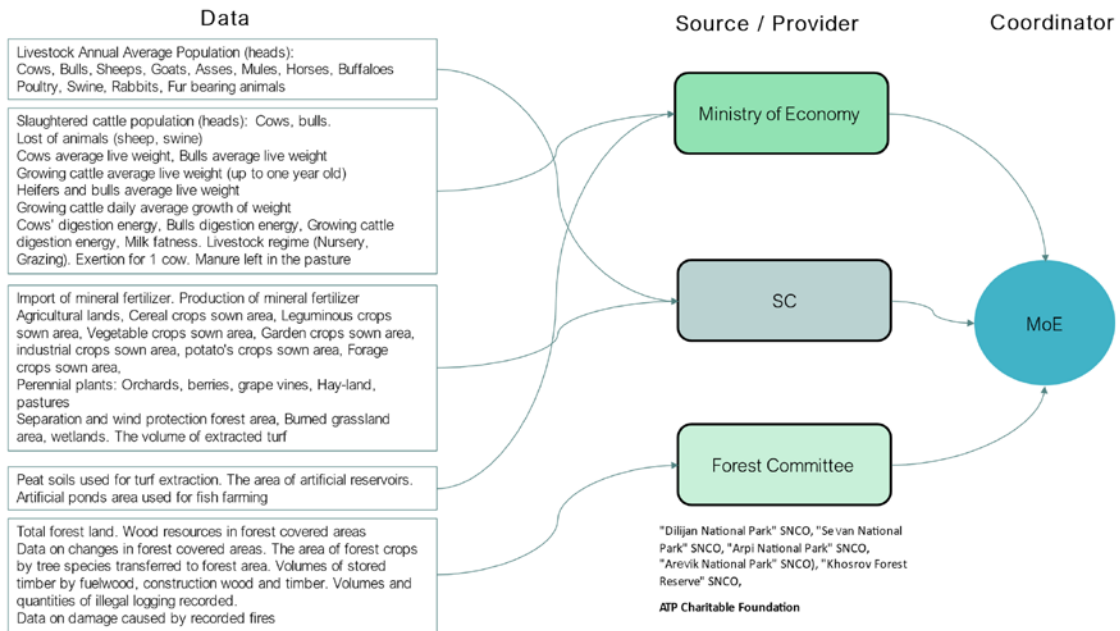 Data
Source / Provider
Coordinator
Livestock Annual Average Population (heads):
Cows, Bulls, Sheeps, Goats, Asses, Mules, Horses, Buffaloes
Poultry, Swine, Rabbits, Fur bearing animals
Slaughtered cattle population (heads): Cows, bulls.
Lost of animals (sheep, swine)
Cows average live weight, Bulls average live weight
Growing cattle average live weight (up to one year old)
Heifers and bulls average live weight
Growing cattle daily average growth of weight
Cows' digestion energy, Bulls digestion energy, Growing cattle
digestion energy, Milk fatness. Livestock regime (Nursery,
Grazing). Exertion for 1 cow. Manure left in the pasture
Import of mineral fertilizer. Production of mineral fertilizer
Agricultural lands, Cereal crops sown area, Leguminous crops
sown area, Vegetable crops sown area, Garden crops sown area,
industrial crops sown area, potato's crops sown area, Forage
crops sown area,
Perennial plants: Orchards, berries, grape vines, Hay-land,
pastures
Separation and wind protection forest area, Burned grassland
area, wetlands. The volume of extracted turf
Peat soils used for turf extraction. The area of artificial reservoirs.
Artificial ponds area used for fish farming
Total forest land. Wood resources in forest covered areas
Data on changes in forest covered areas. The area of forest crops
by tree species transferred to forest area. Volumes of stored
timber by fuelwood, construction wood and timber. Volumes and
quantities of illegal logging recorded.
Data on damage caused by recorded fires
Ministry of Economy
SC
Forest Committee
"Dilijan National Park" SNCO, "Sevan National
Park" SNCO, "Arpi National Park" SNCO,
"Arevik National Park" SNCO), "Khosrov Forest
Reserve" SNCO,
ATP Charitable Foundation
MoE